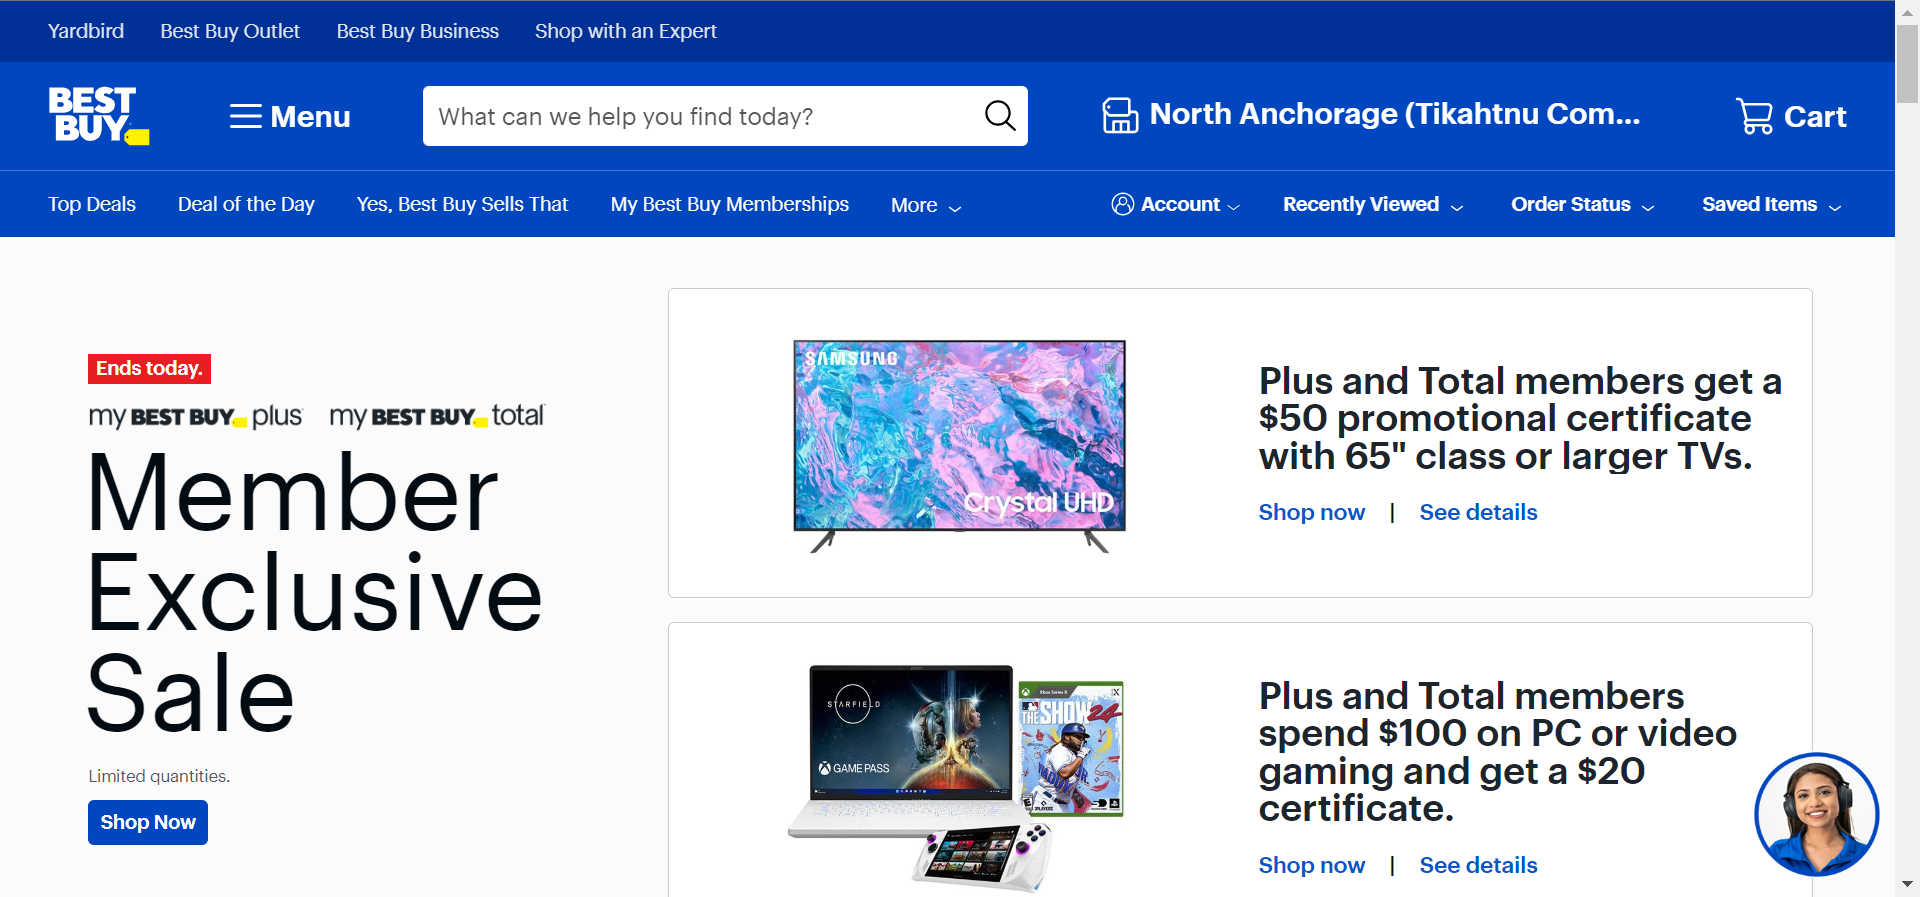 Yardbird Best Buy Outlet Best Buy Business Shop with an Expert
BEST
BUY
Menu
What can we help you find today?
North Anchorage (Tikahtnu Com...
Cart
Top Deals Deal of the Day Yes, Best Buy Sells That My Best Buy Memberships More
Account Recently Viewed Order Status Saved Items
Ends today.
my BEST BUY plus my BEST BUY total
Member
Exclusive
Sale
Limited quantities.
Shop Now
SAMSUNG
Crystal UHD
Plus and Total members get a
$50 promotional certificate
with 65" class or larger TVs.
Shop now | See details
STARFIELD
GAME PASS
Xbox Series X
THE SHOW 24
Plus and Total members
spend $100 on PC or video
gaming and get a $20
certificate.
Shop now | See details